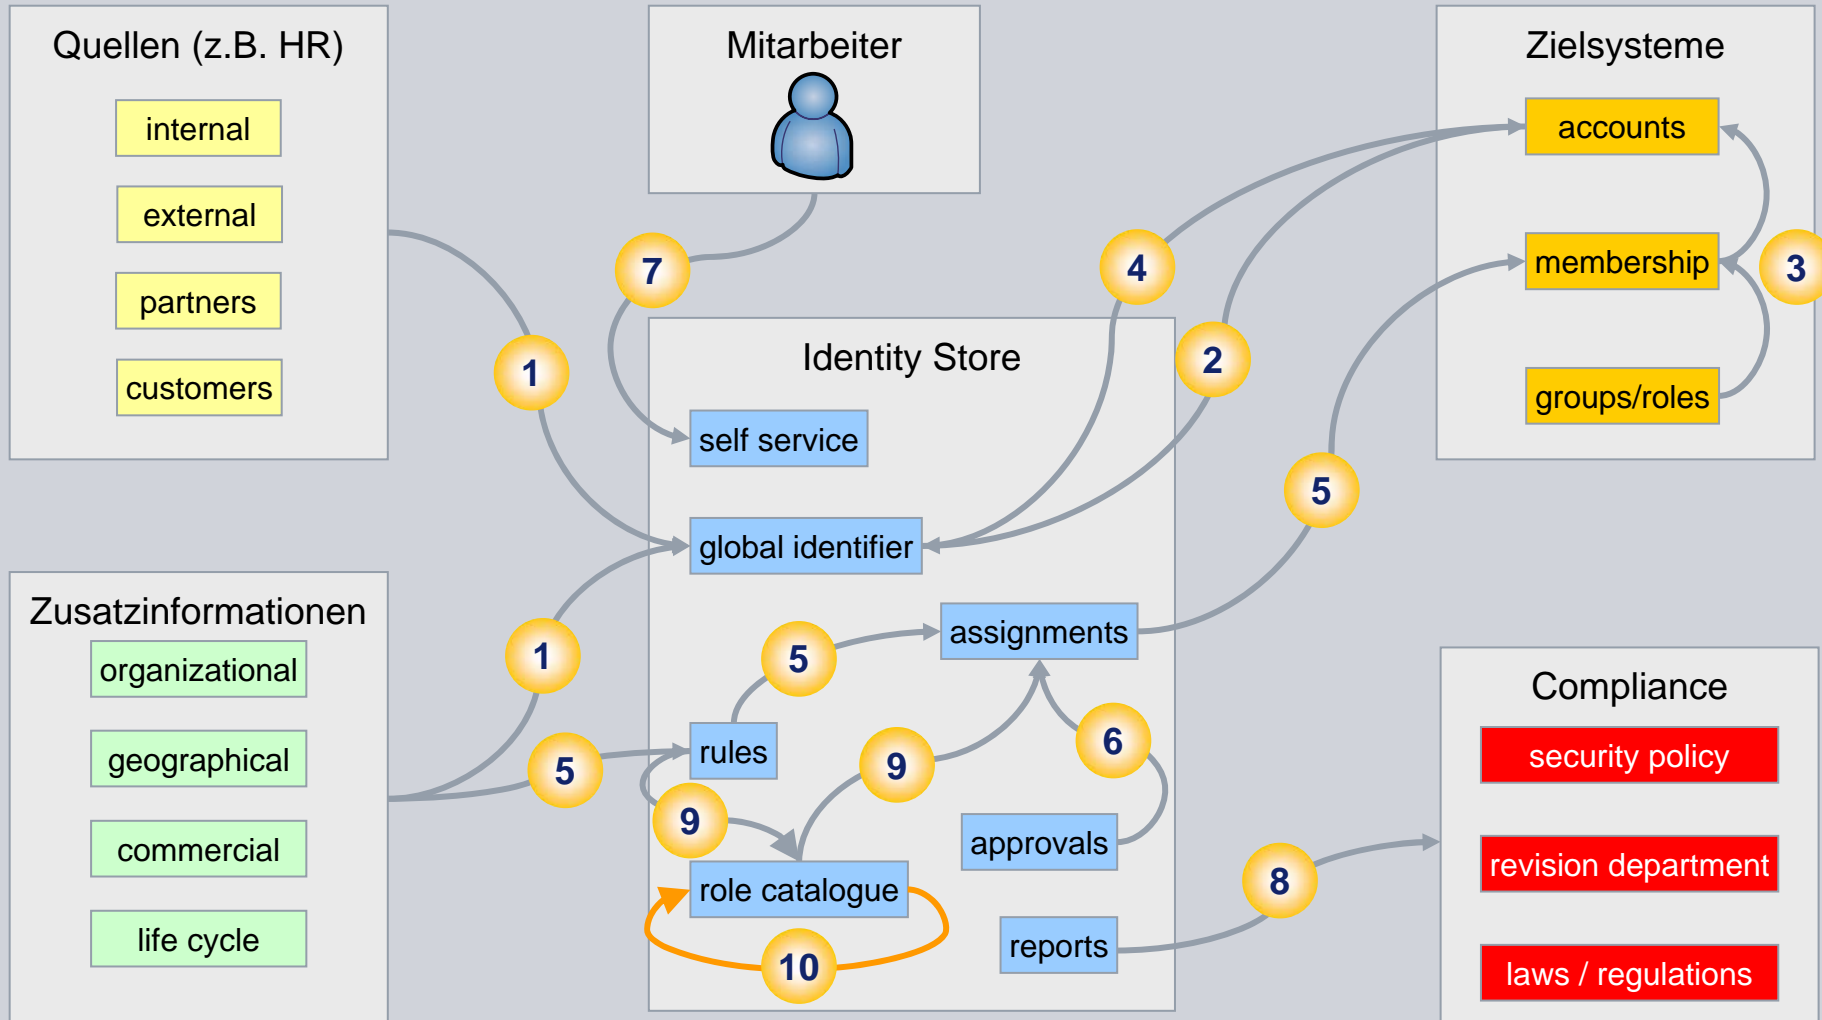 Quellen (z.B. HR)
internal
external
partners
customers
Mitarbeiter
Zielsysteme
accounts
membership
groups/roles
7
4
3
1
2
5
Identity Store
self service
global identifier
assignments
rules
approvals
role catalogue
reports
5
9
6
9
10
8
Zusatzinformationen
organizational
geographical
commercial
life cycle
1
5
Compliance
security policy
revision department
laws / regulations